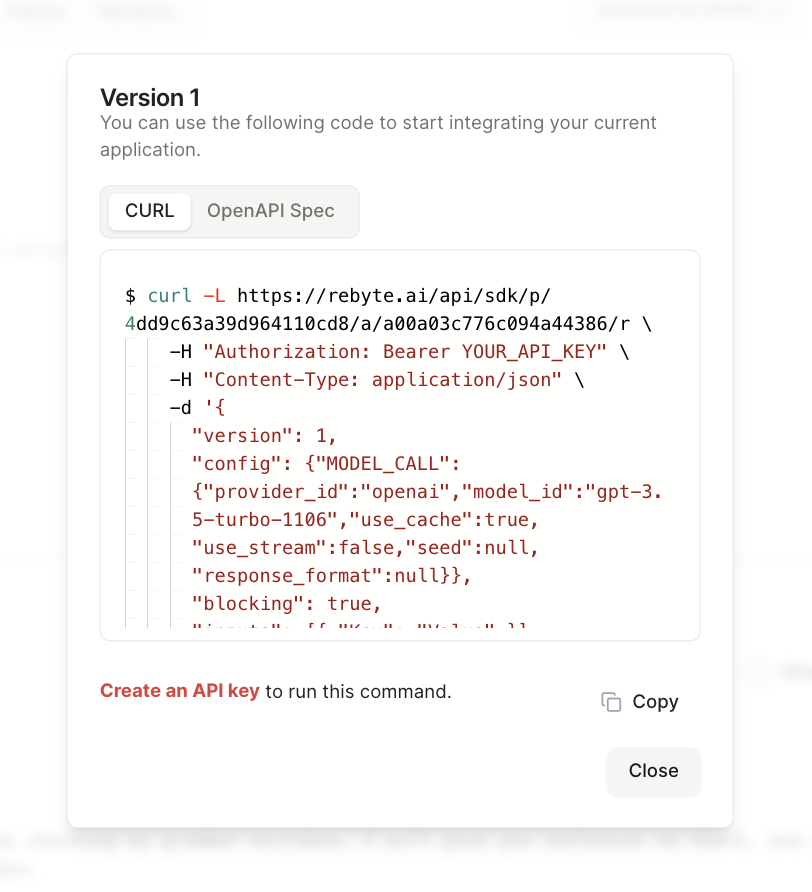 Version 1
You can use the following code to start integrating your current
application.
CURL OpenAPI Spec
$ curl -L https://rebyte.ai/api/sdk/p/
4dd9c63a39d964110cd8/a/a00a03c776c094a44386/r \
-H "Authorization: Bearer YOUR_API_KEY" \
-H "Content-Type: application/json" \
-d '{
"version": 1,
"config": {"MODEL_CALL":
{"provider_id":"openai","model_id":"gpt-3.
5-turbo-1106","use_cache":true,
"use_stream":false,"seed":null,
"response_format":null}},
"blocking": true,
"inputs": [{ "Key": "Value" }]
Create an API key to run this command.
Copy
Close